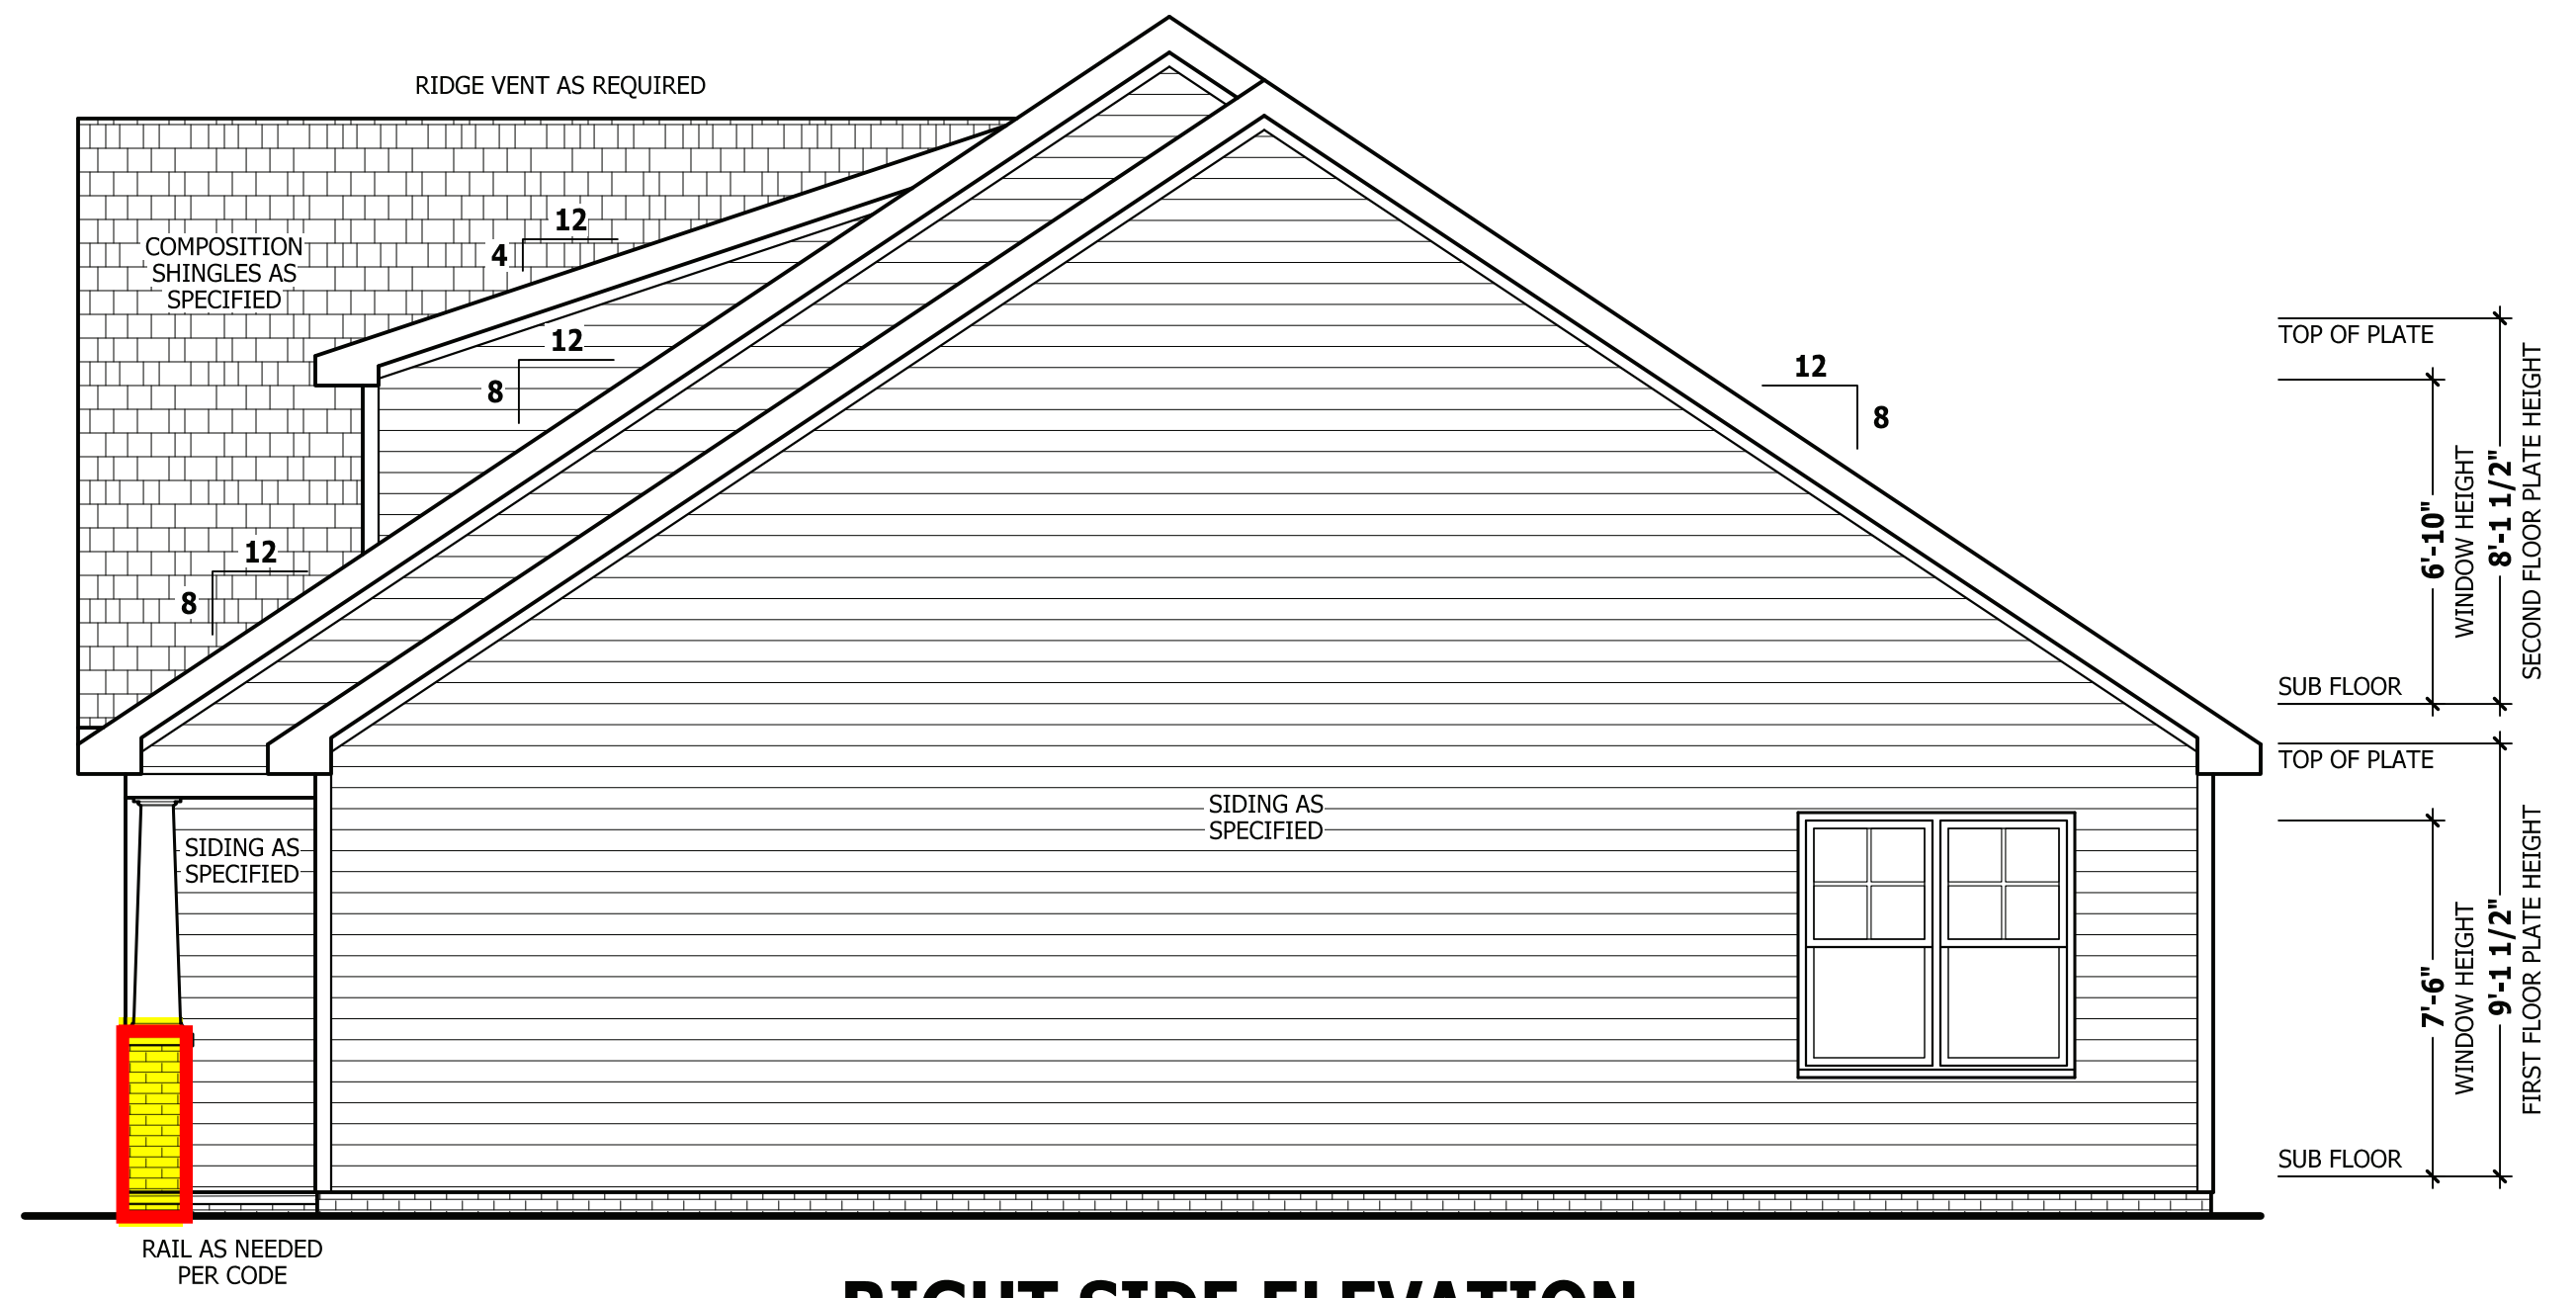 RIDGE VENT AS REQUIRED
12
4
COMPOSITION
SHINGLES AS
SPECIFIED
12
8
12
8
12
8
TOP OF PLATE
6'-10"
WINDOW HEIGHT
8'-1 1/2"
SECOND FLOOR PLATE HEIGHT
SUB FLOOR
TOP OF PLATE
SIDING AS
SPECIFIED
SIDING AS
SPECIFIED
7'-6"
WINDOW HEIGHT
9'-1 1/2"
FIRST FLOOR PLATE HEIGHT
SUB FLOOR
RAIL AS NEEDED
PER CODE
RIGHT SIDE ELEVATION